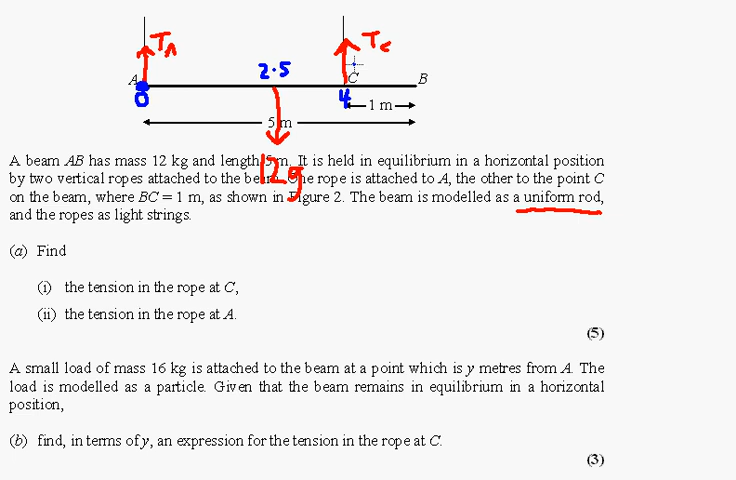 T_A T_C
A 2.5 C B
0 4 1 m
5 m
A beam AB has mass 12 kg and length 5 m. It is held in equilibrium in a horizontal position
12g
by two vertical ropes attached to the beam. One rope is attached to A, the other to the point C
on the beam, where BC = 1 m, as shown in Figure 2. The beam is modelled as a uniform rod,
and the ropes as light strings.
(a) Find
(i) the tension in the rope at C,
(ii) the tension in the rope at A.
(5)
A small load of mass 16 kg is attached to the beam at a point which is y metres from A. The
load is modelled as a particle. Given that the beam remains in equilibrium in a horizontal
position,
(b) find, in terms of y, an expression for the tension in the rope at C.
(3)